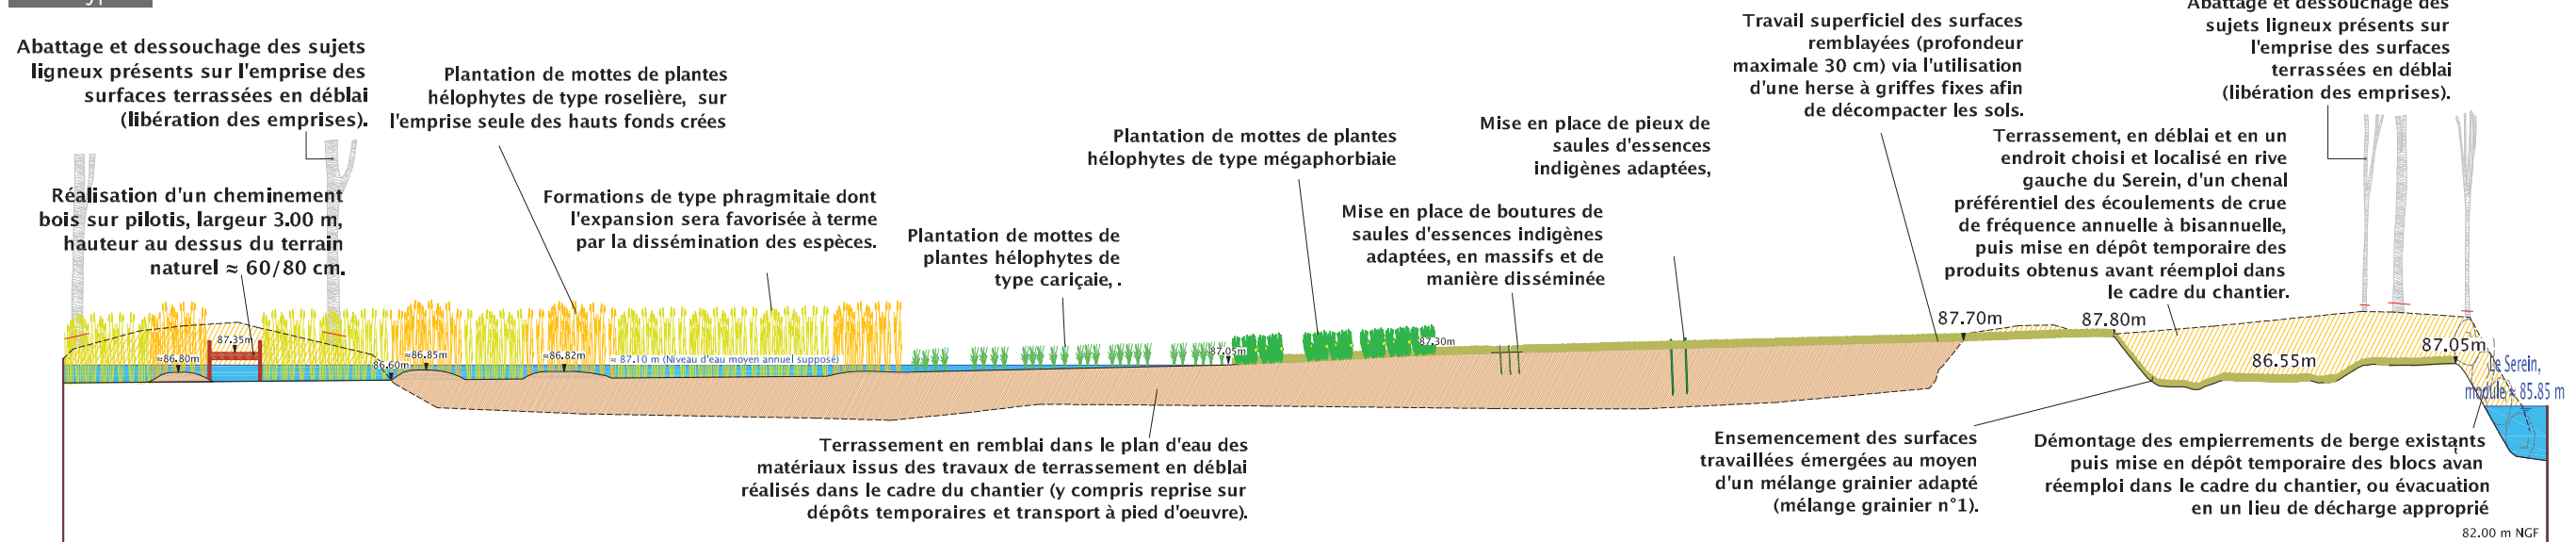 Abattage et dessouchage des sujets
ligneux présents sur l'emprise des
surfaces terrassées en déblai
(libération des emprises).
Réalisation d'un cheminement
bois sur pilotis, largeur 3.00 m,
hauteur au dessus du terrain
naturel ≈ 60/80 cm.
Plantation de mottes de plantes
hélophytes de type roselière, sur
l'emprise seule des hauts fonds crées
Formations de type phragmitaie dont
l'expansion sera favorisée à terme
par la dissémination des espèces.
Plantation de mottes de
plantes hélophytes de
type cariçaie, .
Plantation de mottes de plantes
hélophytes de type mégaphorbiaie
Mise en place de boutures de
saules d'essences indigènes
adaptées, en massifs et de
manière disséminée
Mise en place de pieux de
saules d'essences
indigènes adaptées,
Travail superficiel des surfaces
remblayées (profondeur
maximale 30 cm) via l'utilisation
d'une herse à griffes fixes afin
de décompacter les sols.
Abattage et dessouchage des
sujets ligneux présents sur
l'emprise des surfaces
terrassées en déblai
(libération des emprises).
Terrassement, en déblai et en un
endroit choisi et localisé en rive
gauche du Serein, d'un chenal
préférentiel des écoulements de crue
de fréquence annuelle à bisannuelle,
puis mise en dépôt temporaire des
produits obtenus avant réemploi dans
le cadre du chantier.
≈86.80m
87.35m
86.60m
≈86.85m
≈86.82m
≈ 87.10 m (Niveau d'eau moyen annuel supposé)
87.05m
87.30m
87.70m
87.80m
86.55m
87.05m
Le Serein,
module ≈ 85.85 m
Terrassement en remblai dans le plan d'eau des
matériaux issus des travaux de terrassement en déblai
réalisés dans le cadre du chantier (y compris reprise sur
dépôts temporaires et transport à pied d'oeuvre).
Ensemencement des surfaces
travaillées émergées au moyen
d'un mélange grainier adapté
(mélange grainier n°1).
Démontage des empierrements de berge existants
puis mise en dépôt temporaire des blocs avan
réemploi dans le cadre du chantier, ou évacuation
en un lieu de décharge approprié
82.00 m NGF